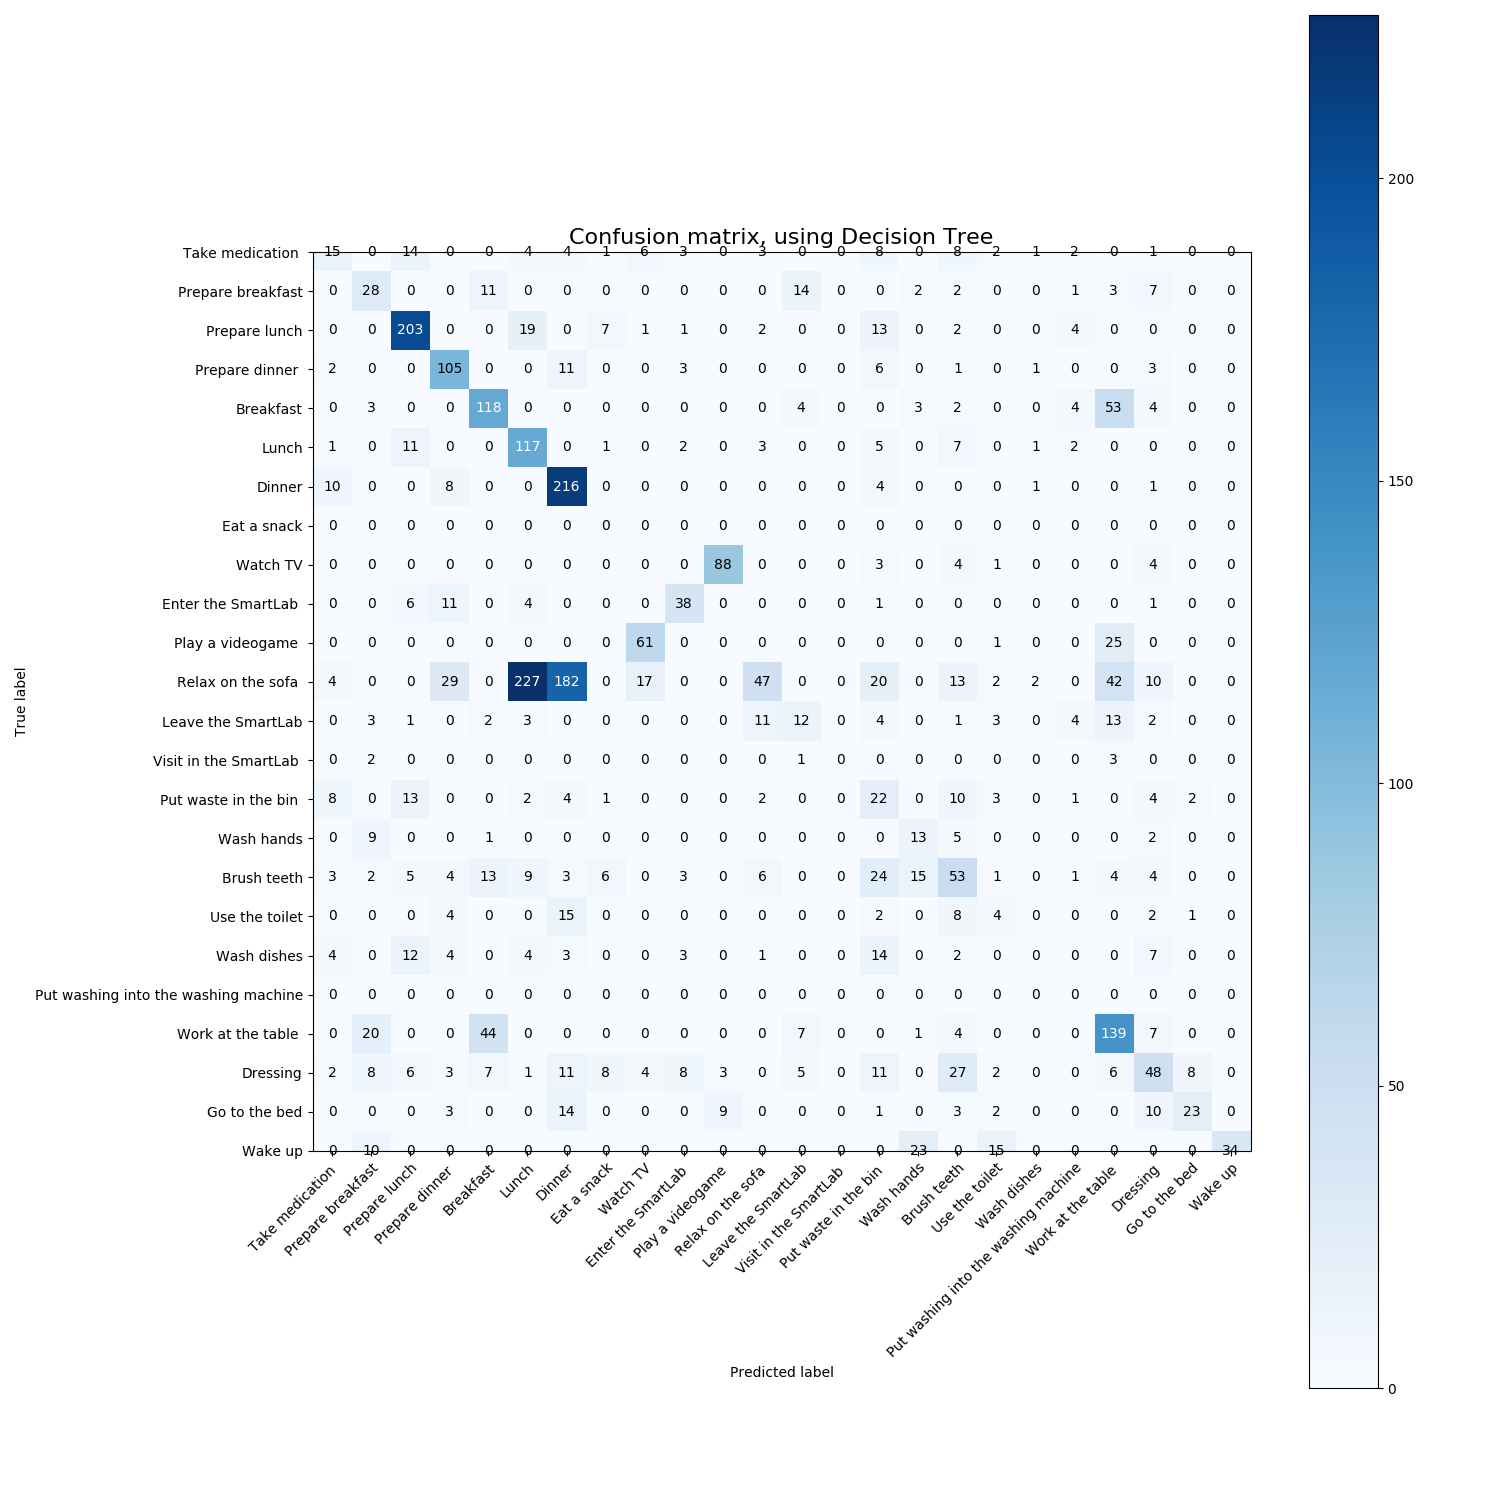 Confusion matrix, using Decision Tree
Take medication 15 0 14 0 0 4 4 1 6 3 0 3 0 0 8 0 8 2 1 2 0 1 0 0
Prepare breakfast 0 28 0 0 11 0 0 0 0 0 0 0 14 0 0 2 2 0 0 1 3 7 0 0
Prepare lunch 0 0 203 0 0 19 0 7 1 1 0 2 0 0 13 0 2 0 0 4 0 0 0 0
Prepare dinner 2 0 0 105 0 0 11 0 0 3 0 0 0 0 6 0 1 0 1 0 0 3 0 0
Breakfast 0 3 0 0 118 0 0 0 0 0 0 0 4 0 0 3 2 0 0 4 53 4 0 0
Lunch 1 0 11 0 0 117 0 1 0 2 0 3 0 0 5 0 7 0 1 2 0 0 0 0
Dinner 10 0 0 8 0 0 216 0 0 0 0 0 0 0 4 0 0 0 1 0 0 1 0 0
Eat a snack 0 0 0 0 0 0 0 0 0 0 0 0 0 0 0 0 0 0 0 0 0 0 0 0
Watch TV 0 0 0 0 0 0 0 0 0 0 88 0 0 0 3 0 4 1 0 0 0 4 0 0
Enter the SmartLab 0 0 6 11 0 4 0 0 0 38 0 0 0 0 1 0 0 0 0 0 0 1 0 0
Play a videogame 0 0 0 0 0 0 0 0 61 0 0 0 0 0 0 0 0 1 0 0 25 0 0 0
Relax on the sofa 4 0 0 29 0 227 182 0 17 0 0 47 0 0 20 0 13 2 2 0 42 10 0 0
Leave the SmartLab 0 3 1 0 2 3 0 0 0 0 0 11 12 0 4 0 1 3 0 4 13 2 0 0
Visit in the SmartLab 0 2 0 0 0 0 0 0 0 0 0 0 1 0 0 0 0 0 0 0 3 0 0 0
Put waste in the bin 8 0 13 0 0 2 4 1 0 0 0 2 0 0 22 0 10 3 0 1 0 4 2 0
Wash hands 0 9 0 0 1 0 0 0 0 0 0 0 0 0 0 13 5 0 0 0 0 2 0 0
Brush teeth 3 2 5 4 13 9 3 6 0 3 0 6 0 0 24 15 53 1 0 1 4 4 0 0
Use the toilet 0 0 0 4 0 0 15 0 0 0 0 0 0 0 2 0 8 4 0 0 0 2 1 0
Wash dishes 4 0 12 4 0 4 3 0 0 3 0 1 0 0 14 0 2 0 0 0 0 7 0 0
Put washing into the washing machine 0 0 0 0 0 0 0 0 0 0 0 0 0 0 0 0 0 0 0 0 0 0 0 0
Work at the table 0 20 0 0 44 0 0 0 0 0 0 0 7 0 0 1 4 0 0 0 139 7 0 0
Dressing 2 8 6 3 7 1 11 8 4 8 3 0 5 0 11 0 27 2 0 0 6 48 8 0
Go to the bed 0 0 0 3 0 0 14 0 0 0 9 0 0 0 1 0 3 2 0 0 0 10 23 0
Wake up 0 10 0 0 0 0 0 0 0 0 0 0 0 0 0 23 0 15 0 0 0 0 0 34
Take medication
Prepare breakfast
Prepare lunch
Prepare dinner
Breakfast
Lunch
Dinner
Eat a snack
Watch TV
Enter the SmartLab
Play a videogame
Relax on the sofa
Leave the SmartLab
Visit in the SmartLab
Put waste in the bin
Wash hands
Brush teeth
Use the toilet
Wash dishes
Put washing into the washing machine
Work at the table
Dressing
Go to the bed
Wake up
Predicted label
True label
200
150
100
50
0